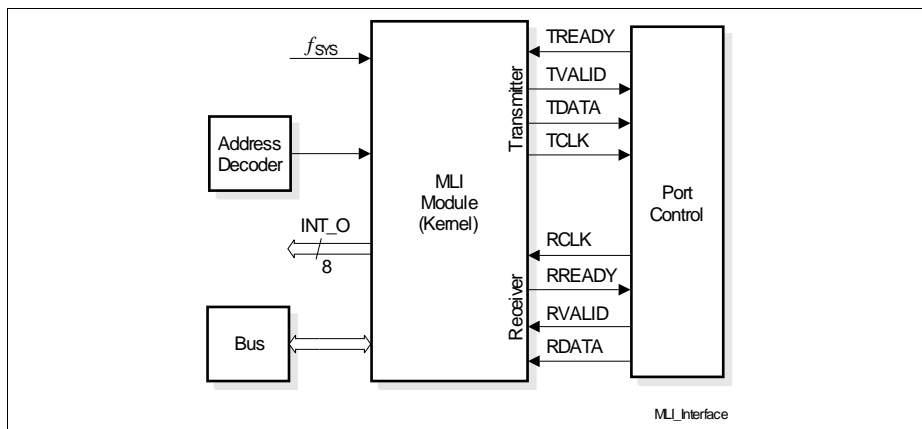 fSYS
Address
Decoder
INT_O
8
Bus
MLI
Module
(Kernel)
Transmitter
Receiver
TREADY
TVALID
TDATA
TCLK
RCLK
RREADY
RVALID
RDATA
Port
Control
MLI_Interface